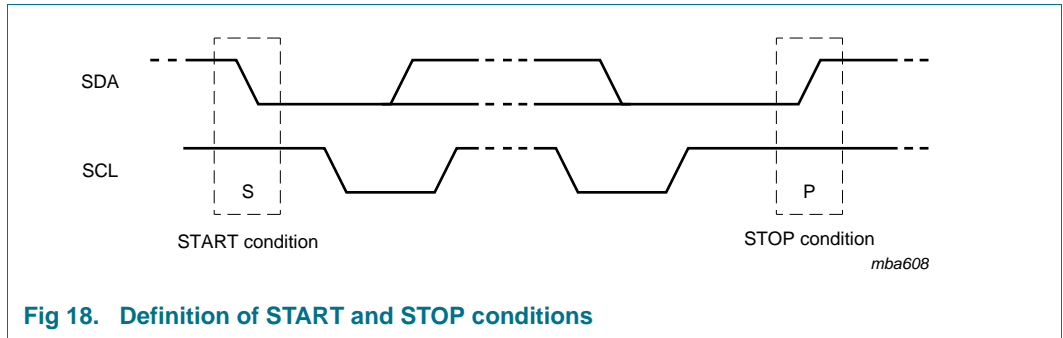 SDA
SCL
S
P
START condition
STOP condition
mba608
Fig 18. Definition of START and STOP conditions